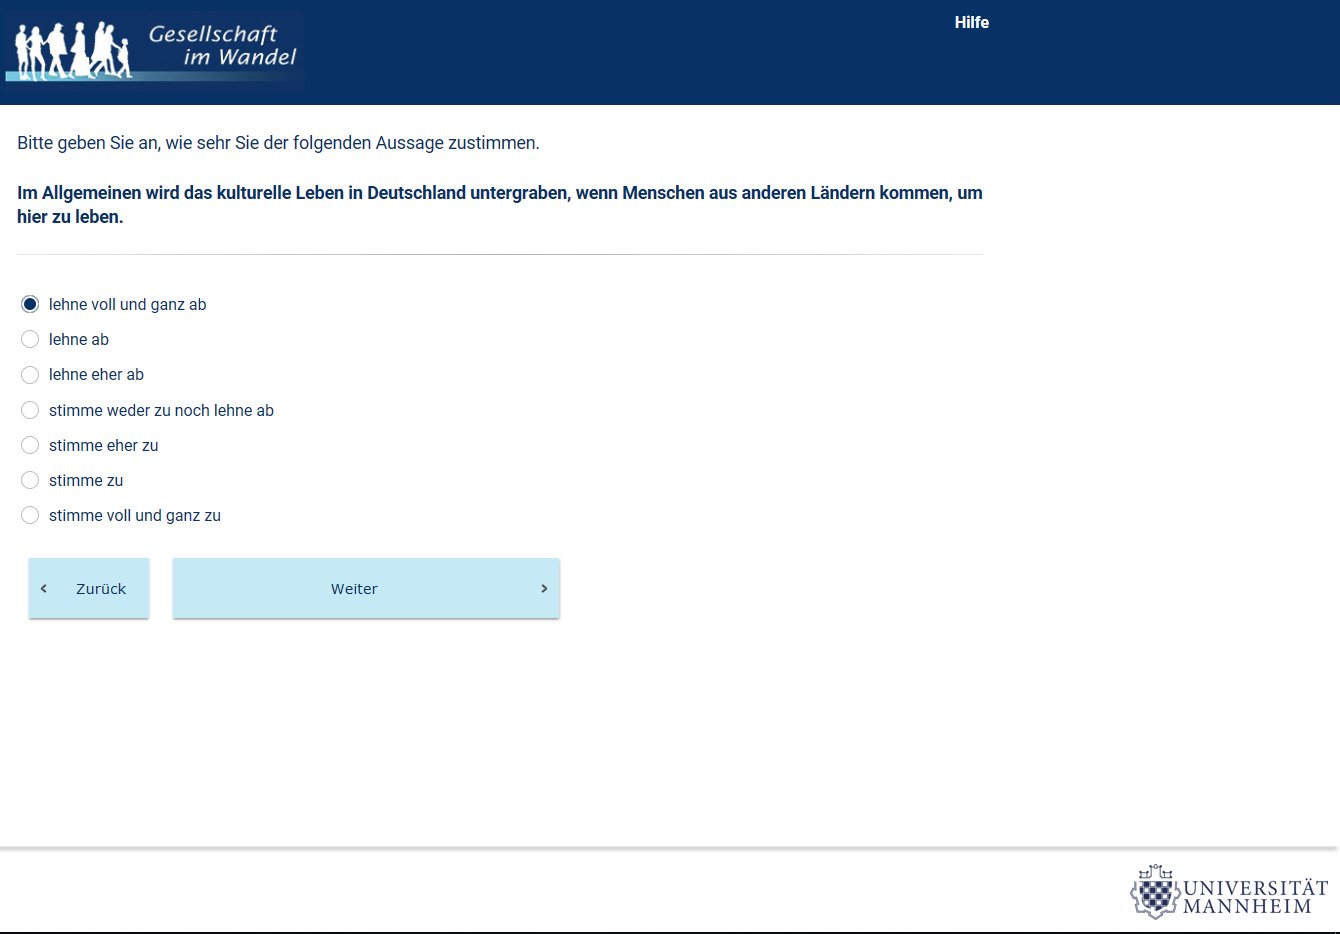 Gesellschaft
im Wandel
Hilfe
Bitte geben Sie an, wie sehr Sie der folgenden Aussage zustimmen.
Im Allgemeinen wird das kulturelle Leben in Deutschland untergraben, wenn Menschen aus anderen Ländern kommen, um
hier zu leben.
lehne voll und ganz ab
lehne ab
lehne eher ab
stimme weder zu noch lehne ab
stimme eher zu
stimme zu
stimme voll und ganz zu
Zurück
Weiter
UNIVERSITÄT
MANNHEIM